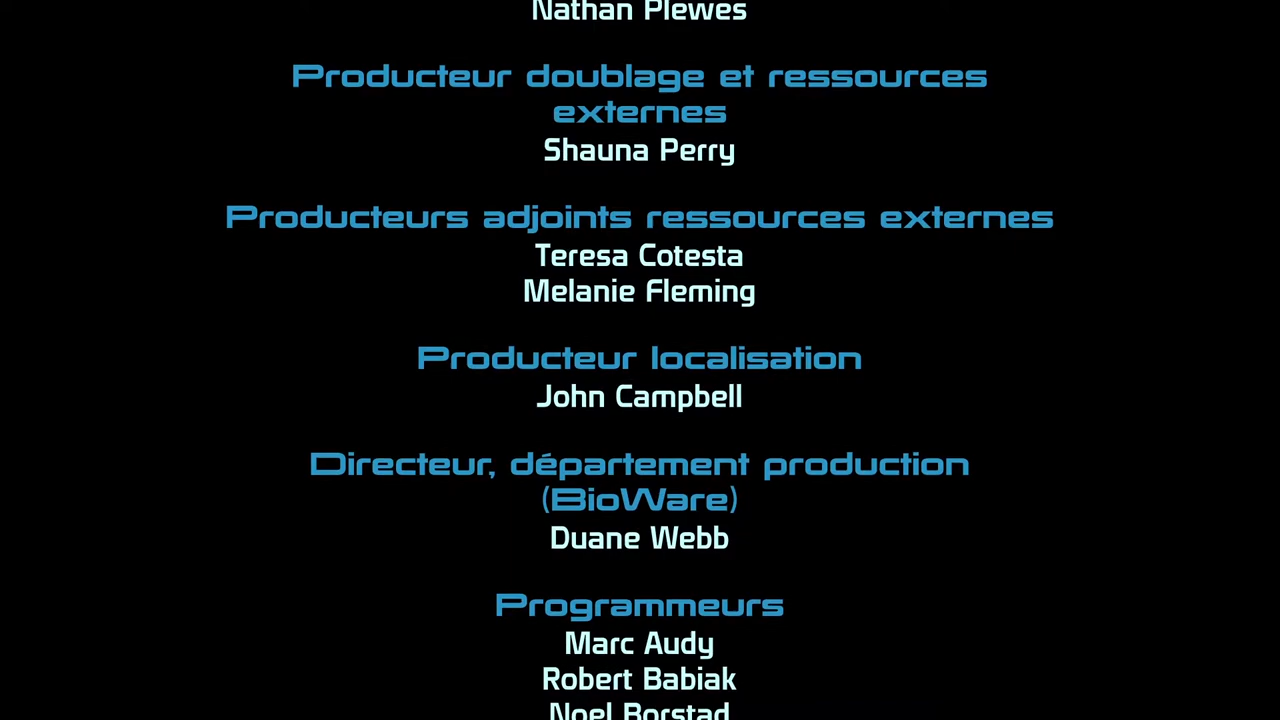 Nathan Plewes
Producteur doublage et ressources
externes
Shauna Perry
Producteurs adjoints ressources externes
Teresa Cotesta
Melanie Fleming
Producteur localisation
John Campbell
Directeur, département production
(BioWare)
Duane Webb
Programmeurs
Marc Audy
Robert Babiak
Noel Borstad